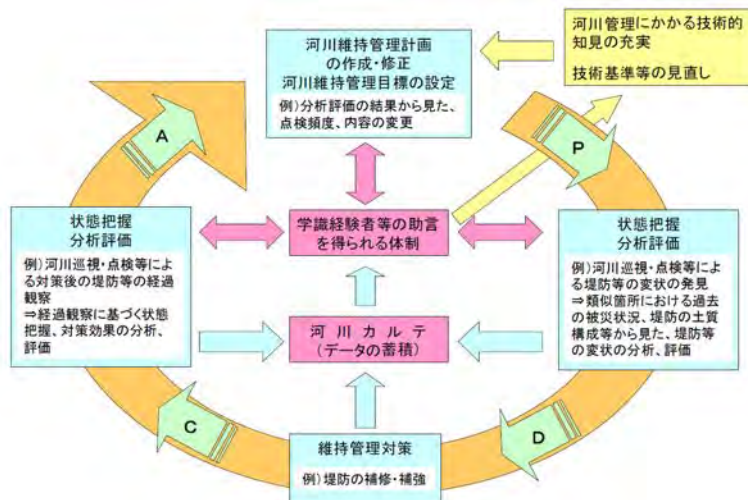 河川維持管理計画
の作成・修正
河川維持管理目標の設定
例)分析評価の結果から見た、
点検頻度、内容の変更
河川管理にかかる技術的
知見の充実
技術基準等の見直し
A
P
状態把握
分析評価
例)河川巡視・点検等によ
る対策後の堤防等の経過
観察
⇒経過観察に基づく状態
把握、対策効果の分析、
評価
学識経験者等の助言
を得られる体制
状態把握
分析評価
例)河川巡視・点検等によ
る堤防等の変状の発見
⇒類似箇所における過去
の被災状況、堤防の土質
構成等から見た、堤防等
の変状の分析、評価
河川カルテ
(データの蓄積)
C
D
維持管理対策
例)堤防の補修・補強